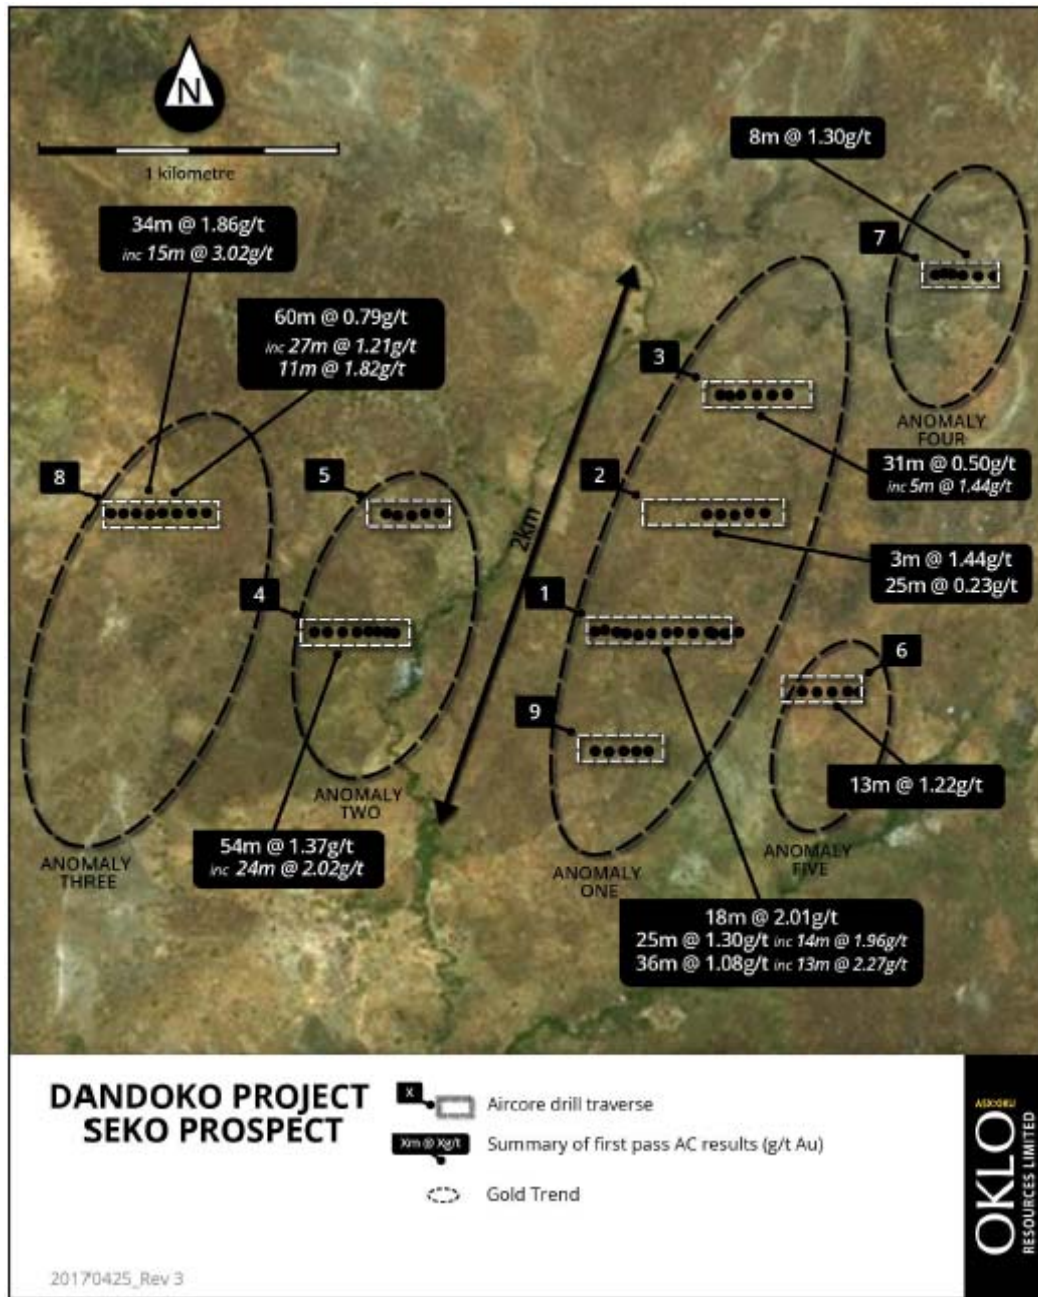 N
1 kilometre
8m @ 1.30g/t
34m @ 1.86g/t
inc 15m @ 3.02g/t
7
60m @ 0.79g/t
inc 27m @ 1.21g/t
11m @ 1.82g/t
3
ANOMALY
FOUR
31m @ 0.50g/t
inc 5m @ 1.44g/t
8
5
2
2km
3m @ 1.44g/t
25m @ 0.23g/t
4
1
6
9
13m @ 1.22g/t
ANOMALY
TWO
54m @ 1.37g/t
inc 24m @ 2.02g/t
ANOMALY
THREE
ANOMALY
ONE
ANOMALY
FIVE
18m @ 2.01g/t
25m @ 1.30g/t inc 14m @ 1.96g/t
36m @ 1.08g/t inc 13m @ 2.27g/t
DANDOKO PROJECT
SEKO PROSPECT
X
Aircore drill traverse
Xm @ Xg/t
Summary of first pass AC results (g/t Au)
Gold Trend
20170425_Rev 3
ASX:OKU
OKLO
RESOURCES LIMITED